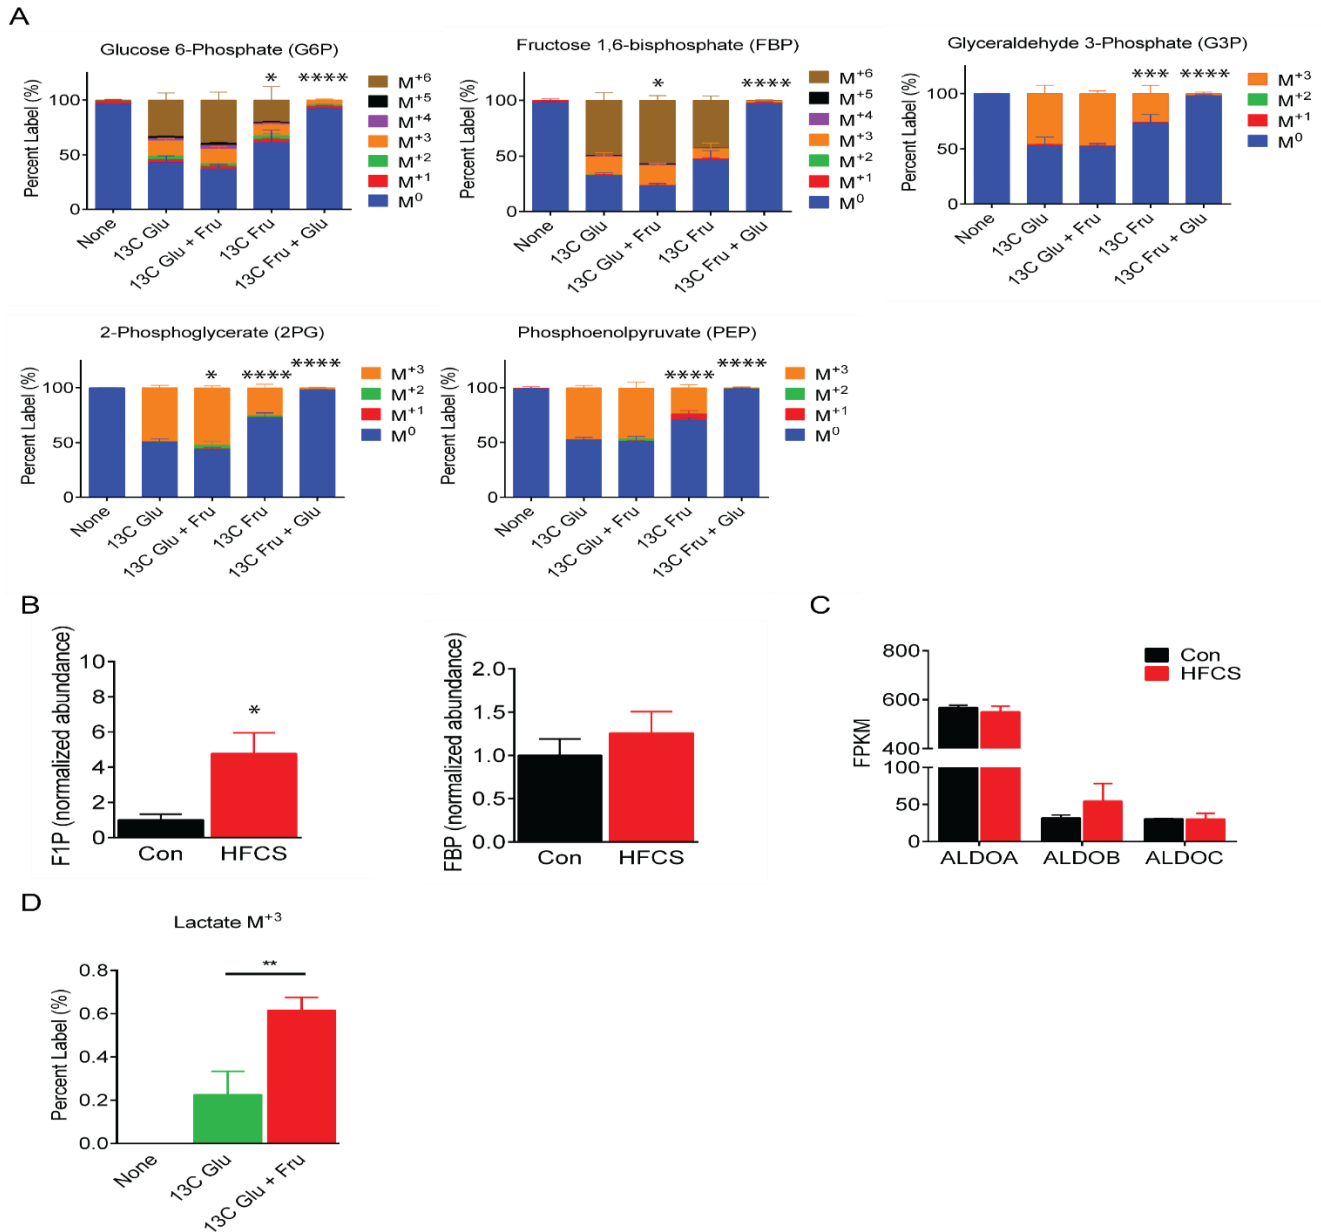 A
Glucose 6-Phosphate (G6P)
Percent Label (%)
100
50
0
* ****
M+6
M+5
M+4
M+3
M+2
M+1
M0
None
13C Glu
13C Glu + Fru
13C Fru
13C Fru + Glu
Fructose 1,6-bisphosphate (FBP)
Percent Label (%)
100
50
0
* ****
M+6
M+5
M+4
M+3
M+2
M+1
M0
None
13C Glu
13C Glu + Fru
13C Fru
13C Fru + Glu
Glyceraldehyde 3-Phosphate (G3P)
Percent Label (%)
100
50
0
*** ****
M+3
M+2
M+1
M0
None
13C Glu
13C Glu + Fru
13C Fru
13C Fru + Glu
2-Phosphoglycerate (2PG)
Percent Label (%)
100
50
0
* **** ****
M+3
M+2
M+1
M0
None
13C Glu
13C Glu + Fru
13C Fru
13C Fru + Glu
Phosphoenolpyruvate (PEP)
Percent Label (%)
100
50
0
**** ****
M+3
M+2
M+1
M0
None
13C Glu
13C Glu + Fru
13C Fru
13C Fru + Glu
B
F1P (normalized abundance)
10
8
6
4
2
0
*
Con HFCS
FBP (normalized abundance)
2.0
1.5
1.0
0.5
0.0
Con HFCS
C
FPKM
800
600
400
100
50
0
Con
HFCS
ALDOA ALDOB ALDOC
D
Lactate M+3
Percent Label (%)
0.8
0.6
0.4
0.2
0.0
**
None
13C Glu
13C Glu + Fru